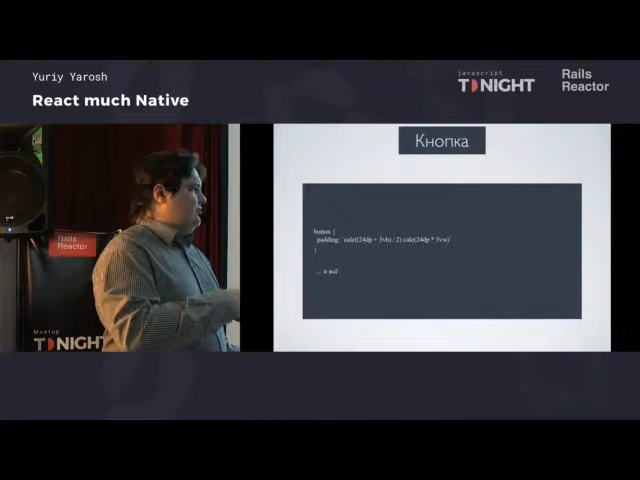 Yuriy Yarosh
React much Native
javascript
TONIGHT
Rails
Reactor
Rails
Reactor
Meetup
TONIGHT
Кнопка
button {
padding: `calc((24dp + 3vh) / 2) calc(24dp * 3vw)`
}
... и всё